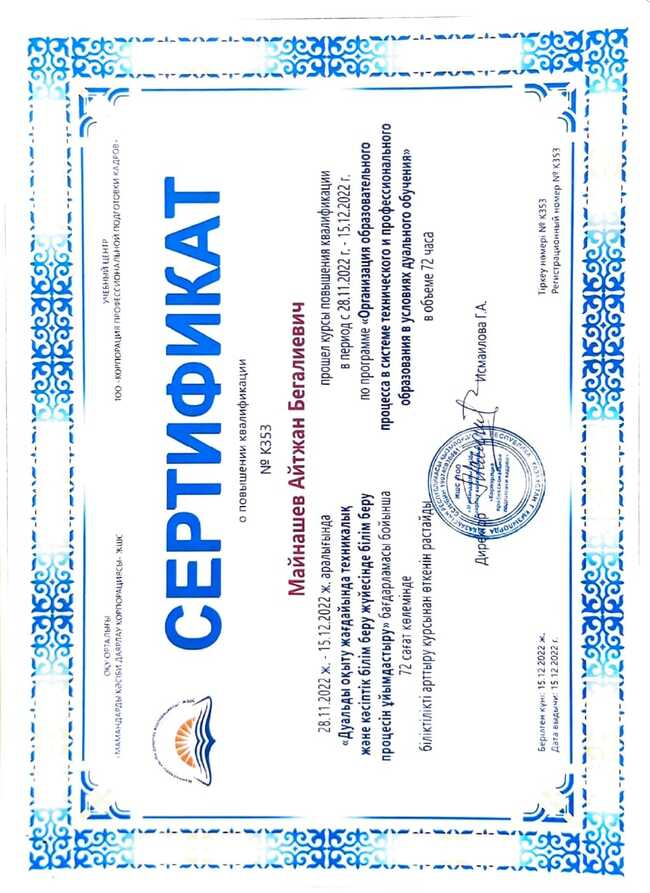 ОҚУ ОРТАЛЫҒЫ
«МАМАНДАРДЫ КӘСІБИ ДАЯРЛАУ КОРПОРАЦИЯСЫ» ЖШС
УЧЕБНЫЙ ЦЕНТР
ТОО «КОРПОРАЦИЯ ПРОФЕССИОНАЛЬНОЙ ПОДГОТОВКИ КАДРОВ»
СЕРТИФИКАТ
о повышении квалификации
№ К353
Майнашев Айтжан Бегалиевич
28.11.2022 ж. - 15.12.2022 ж. аралығында
«Дуальды оқыту жағдайында техникалық
және кәсіптік білім беру жүйесінде білім беру
процесін ұйымдастыру» бағдарламасы бойынша
72 сағат көлемінде
біліктілікті арттыру курсынан өткенін растайды
прошел курсы повышения квалификации
в период с 28.11.2022 г. - 15.12.2022 г.
по программе «Организация образовательного
процесса в системе технического и профессионального
образования в условиях дуального обучения»
в объеме 72 часа
Директор Исмаилова Г.А.
Берілген күні: 15.12.2022 ж.
Дата выдачи: 15.12.2022 г.
Тіркеу нөмері № К353
Регистрационный номер № К353